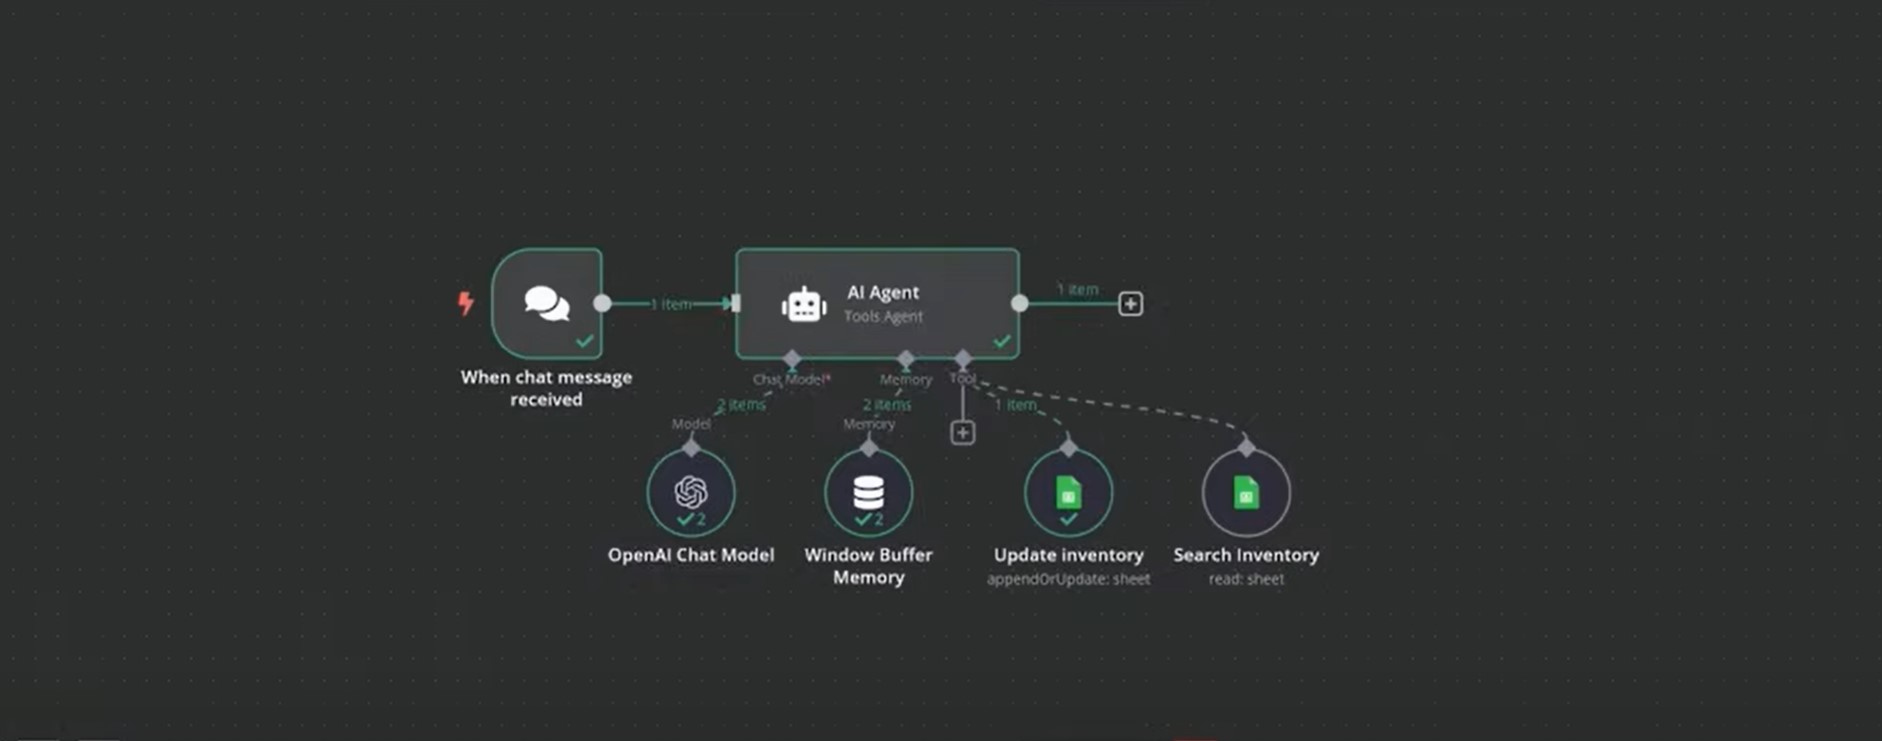 1 item
AI Agent
Tools Agent
1 item
When chat message
received
Chat Model*
Memory
Tool
2 items
2 items
1 item
Model
Memory
2
2
OpenAI Chat Model
Window Buffer
Memory
Update inventory
appendOrUpdate: sheet
Search Inventory
read: sheet